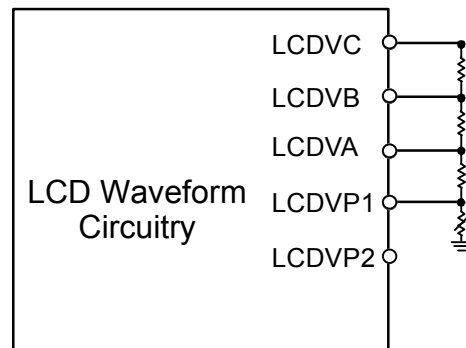 LCDVC
LCDVB
LCDVA
LCD Waveform
Circuitry
LCDVP1
LCDVP2